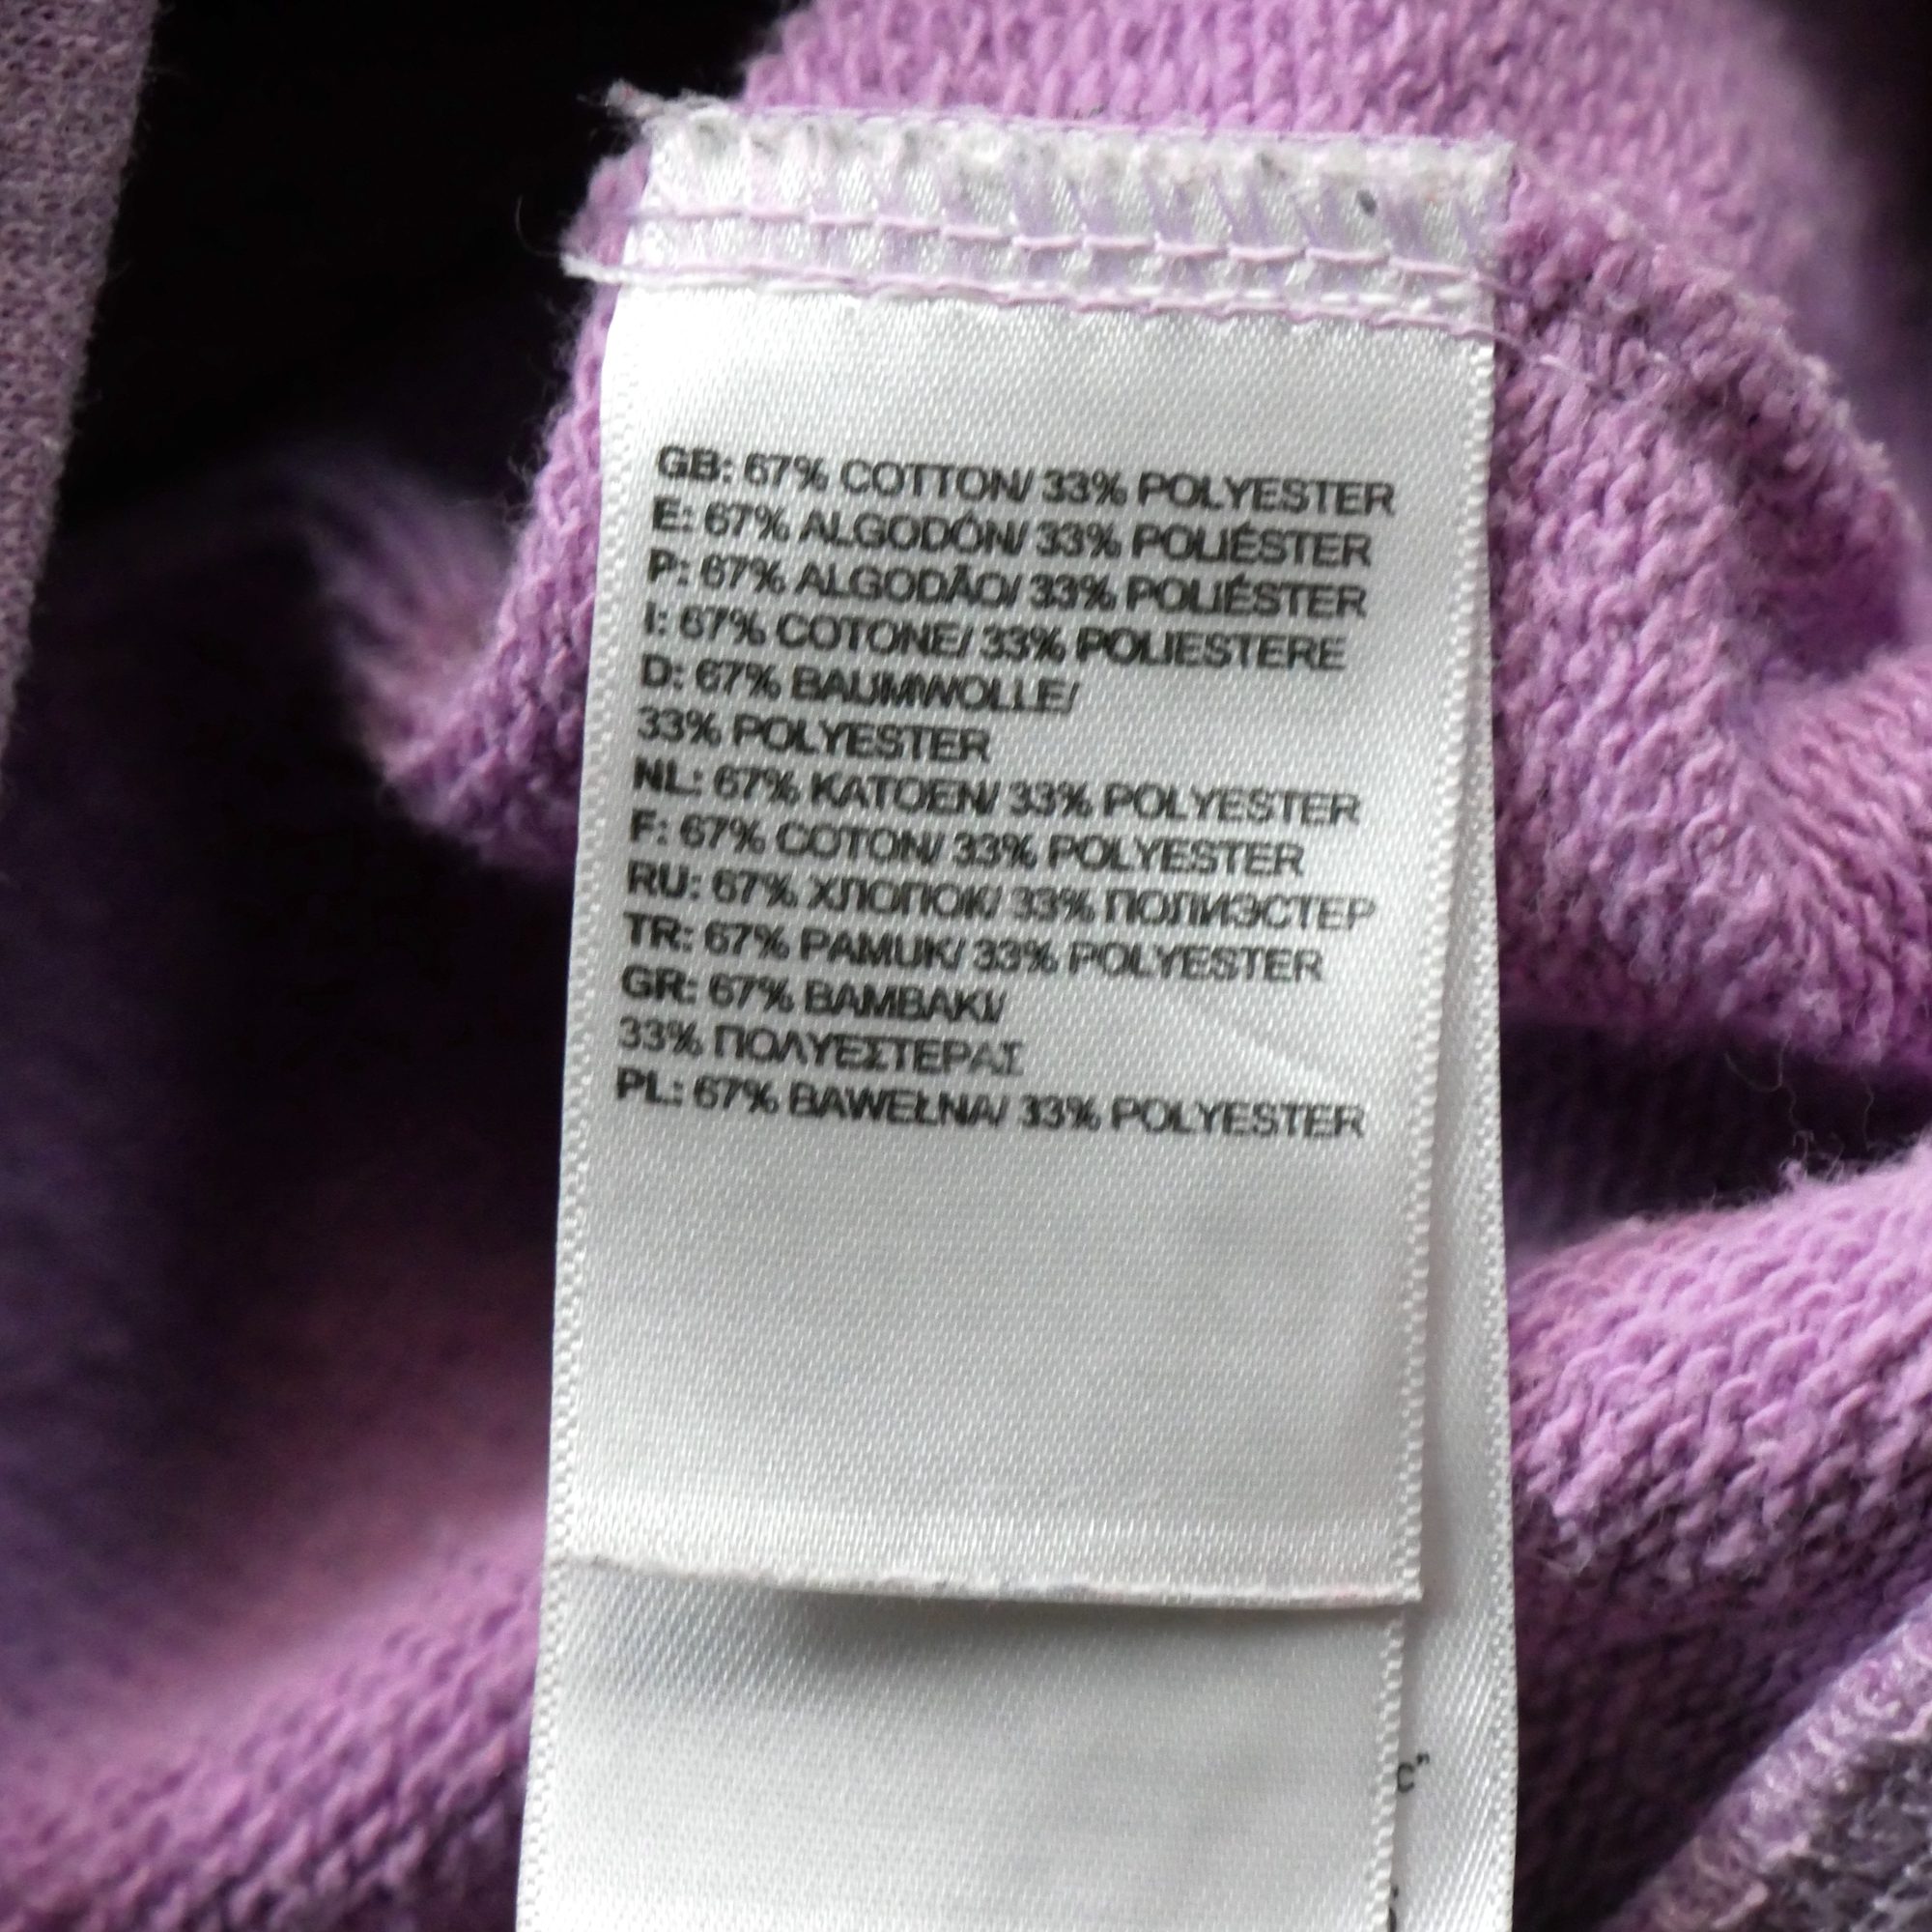 GB: 67% COTTON/ 33% POLYESTER
E: 67% ALGODÓN/ 33% POLIÉSTER
P: 67% ALGODÃO/ 33% POLIÉSTER
I: 67% COTONE/ 33% POLIESTERE
D: 67% BAUMWOLLE/
33% POLYESTER
NL: 67% KATOEN/ 33% POLYESTER
F: 67% COTON/ 33% POLYESTER
RU: 67% ХЛОПОК/ 33% ПОЛИЭСТЕР
TR: 67% PAMUK/ 33% POLYESTER
GR: 67% ΒΑΜΒΑΚΙ/
33% ΠΟΛΥΕΣΤΕΡΑΣ
PL: 67% BAWEŁNA/ 33% POLYESTER